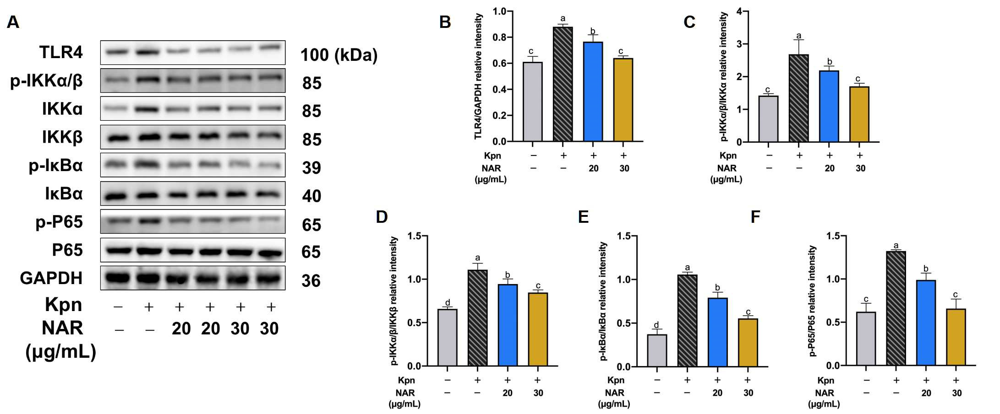 A
TLR4
100 (kDa)
p-IKKα/β
85
IKKα
85
IKKβ
85
p-IκBα
39
IκBα
40
p-P65
65
P65
65
GAPDH
36
Kpn − + + + + +
NAR − − 20 20 30 30
(μg/mL)
B
TLR4/GAPDH relative intensity
1.0
0.8
0.6
0.4
0.2
0.0
c a b c
Kpn − + + +
NAR − − 20 30
(μg/mL)
C
p-IKKα/β/IKKα relative intensity
4
3
2
1
0
c a b c
Kpn − + + +
NAR − − 20 30
(μg/mL)
D
p-IKKα/β/IKKβ relative intensity
1.5
1.0
0.5
0.0
d a b c
Kpn − + + +
NAR − − 20 30
(μg/mL)
E
p-IκBα/IκBα relative intensity
1.5
1.0
0.5
0.0
d a b c
Kpn − + + +
NAR − − 20 30
(μg/mL)
F
p-P65/P65 relative intensity
1.5
1.0
0.5
0.0
c a b c
Kpn − + + +
NAR − − 20 30
(μg/mL)